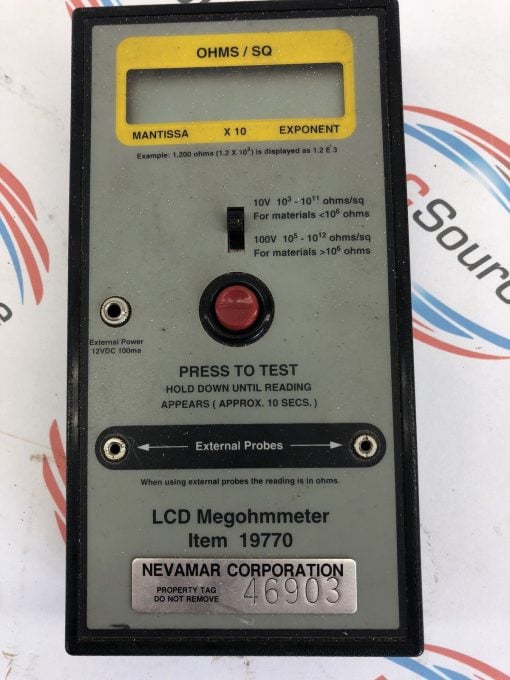 OHMS / SQ
MANTISSA X 10 EXPONENT
Example: 1,200 ohms (1.2 X 10³) is displayed as 1.2 E 3
10V 10³ - 10¹¹ ohms/sq
For materials <10⁶ ohms
100V 10⁵ - 10¹² ohms/sq
For materials >10⁶ ohms
External Power
12VDC 100ma
PRESS TO TEST
HOLD DOWN UNTIL READING
APPEARS ( APPROX. 10 SECS. )
External Probes
When using external probes the reading is in ohms.
LCD Megohmmeter
Item 19770
NEVAMAR CORPORATION
PROPERTY TAG
DO NOT REMOVE
46903
Source